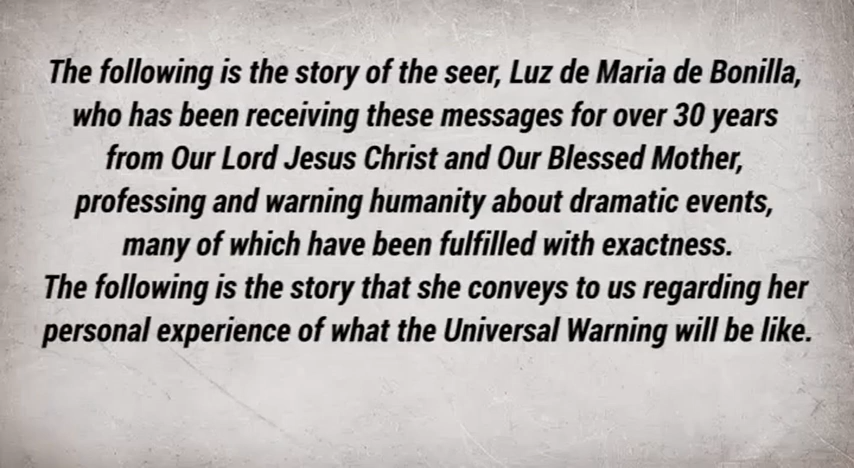 The following is the story of the seer, Luz de Maria de Bonilla,
who has been receiving these messages for over 30 years
from Our Lord Jesus Christ and Our Blessed Mother,
professing and warning humanity about dramatic events,
many of which have been fulfilled with exactness.
The following is the story that she conveys to us regarding her
personal experience of what the Universal Warning will be like.